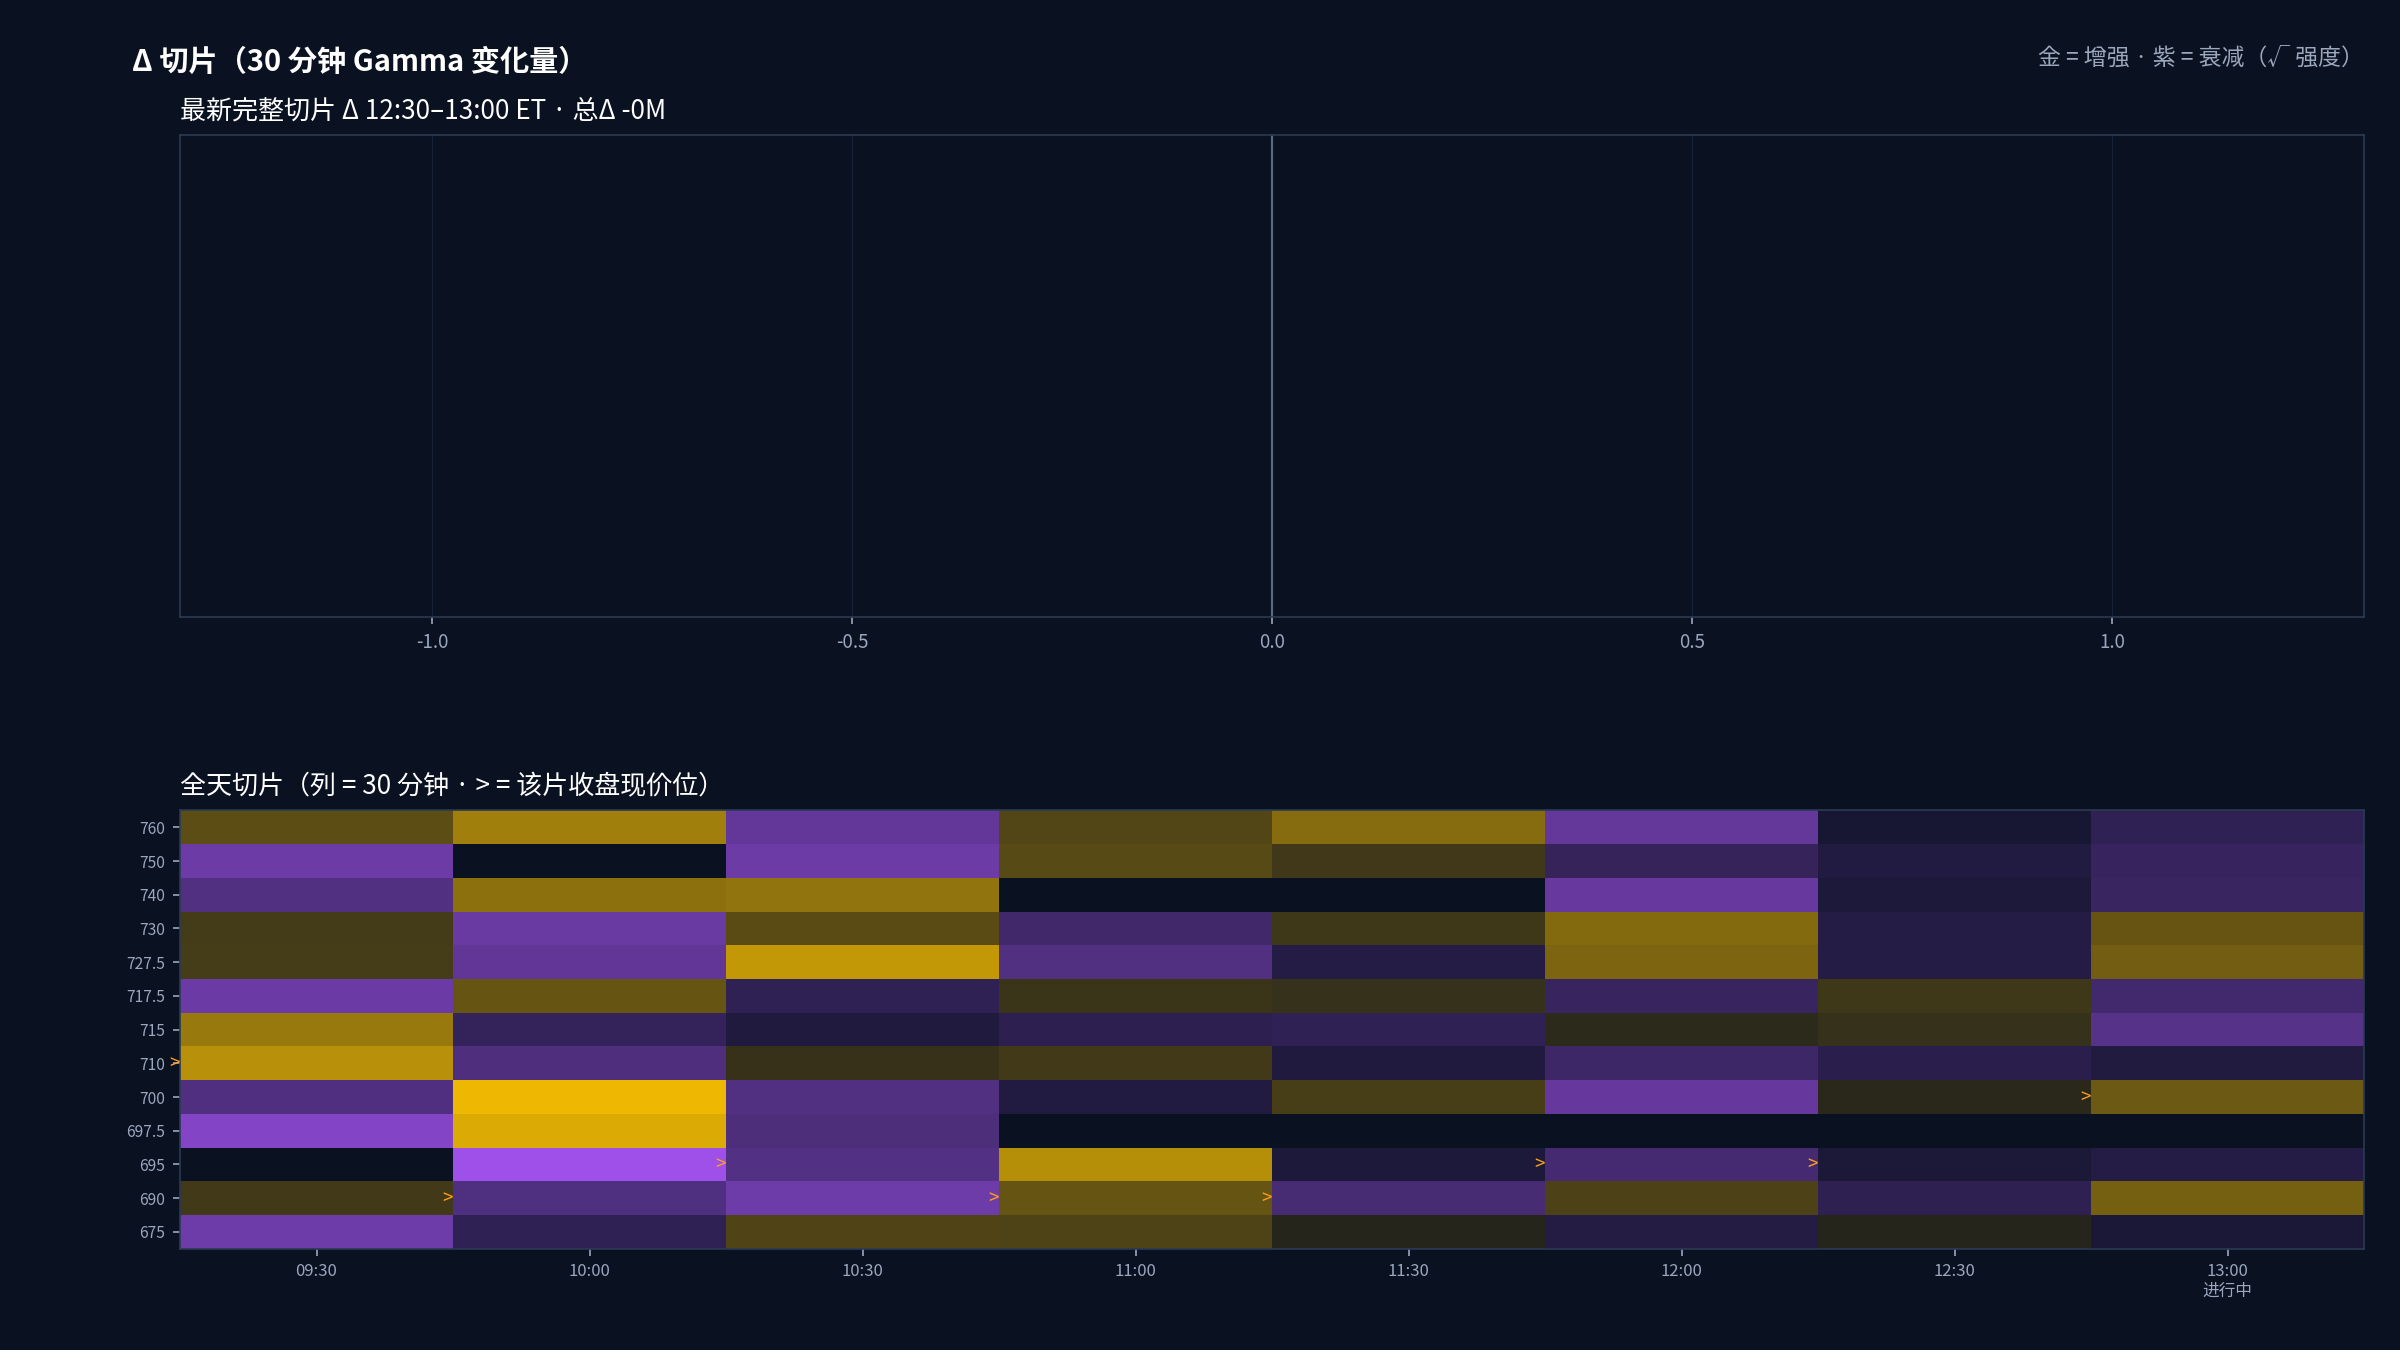 Δ 切片（30 分钟 Gamma 变化量）
金 = 增强 · 紫 = 衰减（√ 强度）
最新完整切片 Δ 12:30–13:00 ET · 总Δ -0M
-1.0 -0.5 0.0 0.5 1.0
全天切片（列 = 30 分钟 · > = 该片收盘现价位）
760
750
740
730
727.5
717.5
715
710 >
700 >
697.5
695 > > >
690 > > >
675
09:30 10:00 10:30 11:00 11:30 12:00 12:30 13:00
进行中